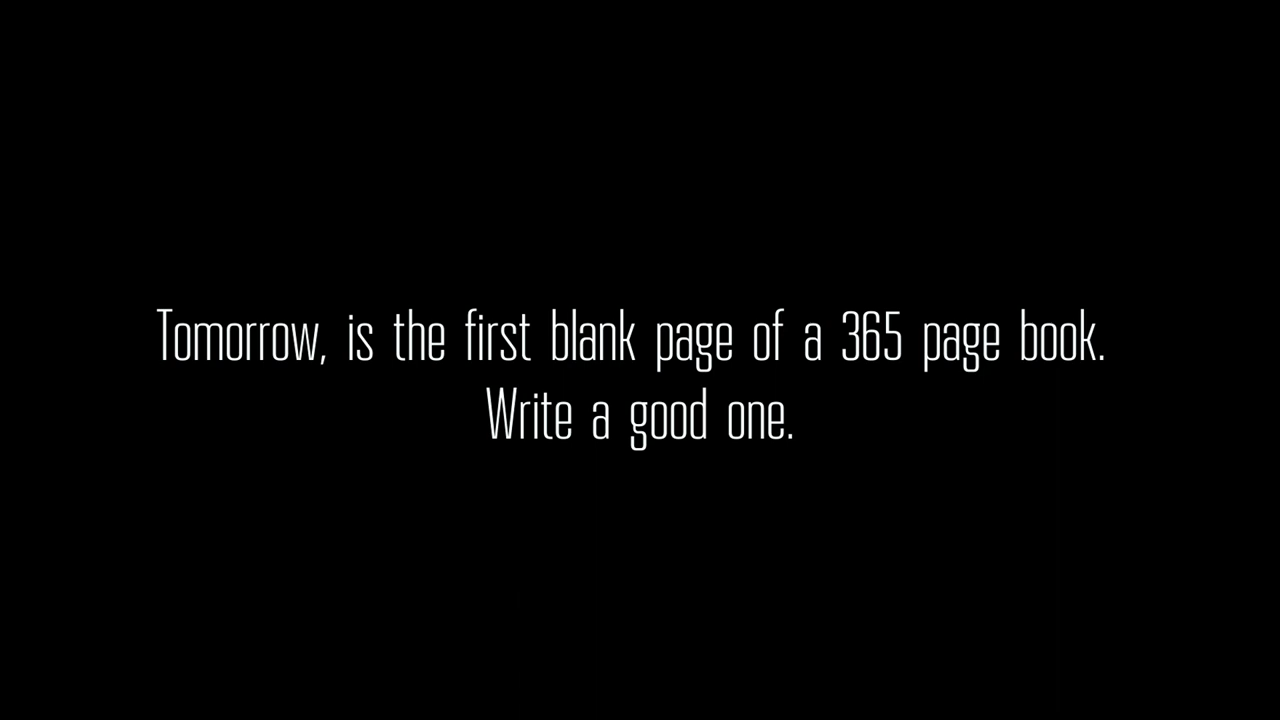 Tomorrow, is the first blank page of a 365 page book.
Write a good one.